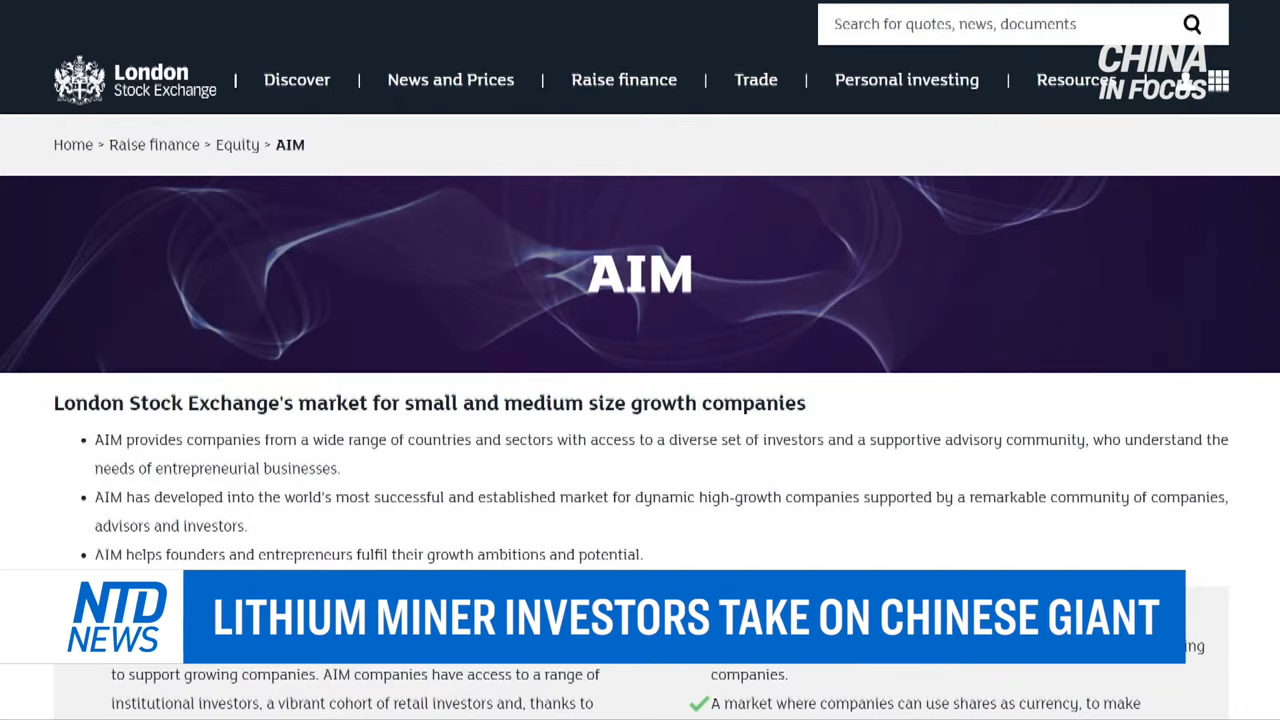 Search for quotes, news, documents
London
Stock Exchange
Discover
News and Prices
Raise finance
Trade
Personal investing
Resources
CHINA
IN FOCUS
Home > Raise finance > Equity > AIM
AIM
London Stock Exchange's market for small and medium size growth companies
• AIM provides companies from a wide range of countries and sectors with access to a diverse set of investors and a supportive advisory community, who understand the
needs of entrepreneurial businesses.
• AIM has developed into the world's most successful and established market for dynamic high-growth companies supported by a remarkable community of companies,
advisors and investors.
• AIM helps founders and entrepreneurs fulfil their growth ambitions and potential.
NTD
NEWS
LITHIUM MINER INVESTORS TAKE ON CHINESE GIANT
to support growing companies. AIM companies have access to a range of
institutional investors, a vibrant cohort of retail investors and, thanks to
companies.
A market where companies can use shares as currency, to make